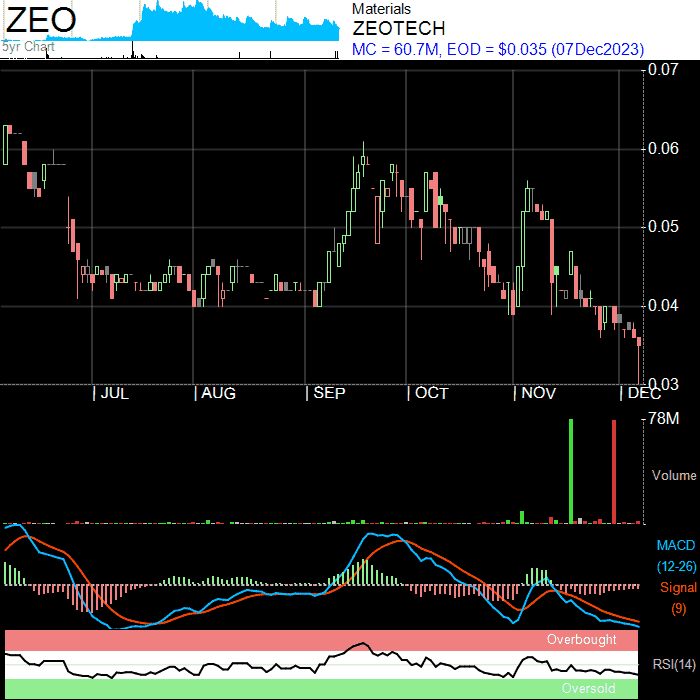 ZEO
5yr Chart
Materials
ZEOTECH
MC = 60.7M, EOD = $0.035 (07Dec2023)
0.07
0.06
0.05
0.04
0.03
JUL
AUG
SEP
OCT
NOV
DEC
78M
Volume
MACD
(12-26)
Signal
(9)
Overbought
RSI(14)
Oversold